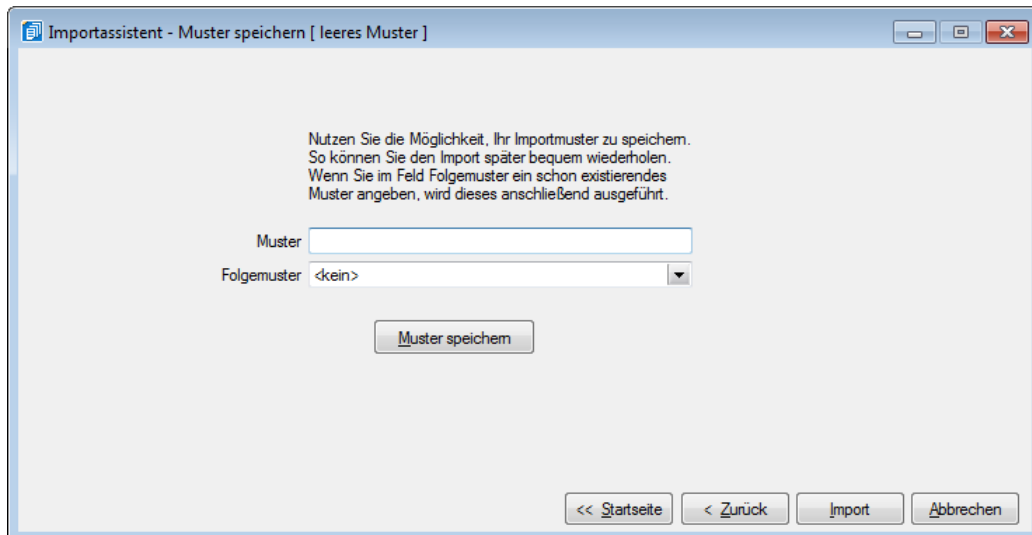 Importassistent - Muster speichern [ leeres Muster ]
Nutzen Sie die Möglichkeit, Ihr Importmuster zu speichern.
So können Sie den Import später bequem wiederholen.
Wenn Sie im Feld Folgemuster ein schon existierendes
Muster angeben, wird dieses anschließend ausgeführt.
Muster
Folgemuster <kein>
Muster speichern
<< Startseite < Zurück Import Abbrechen